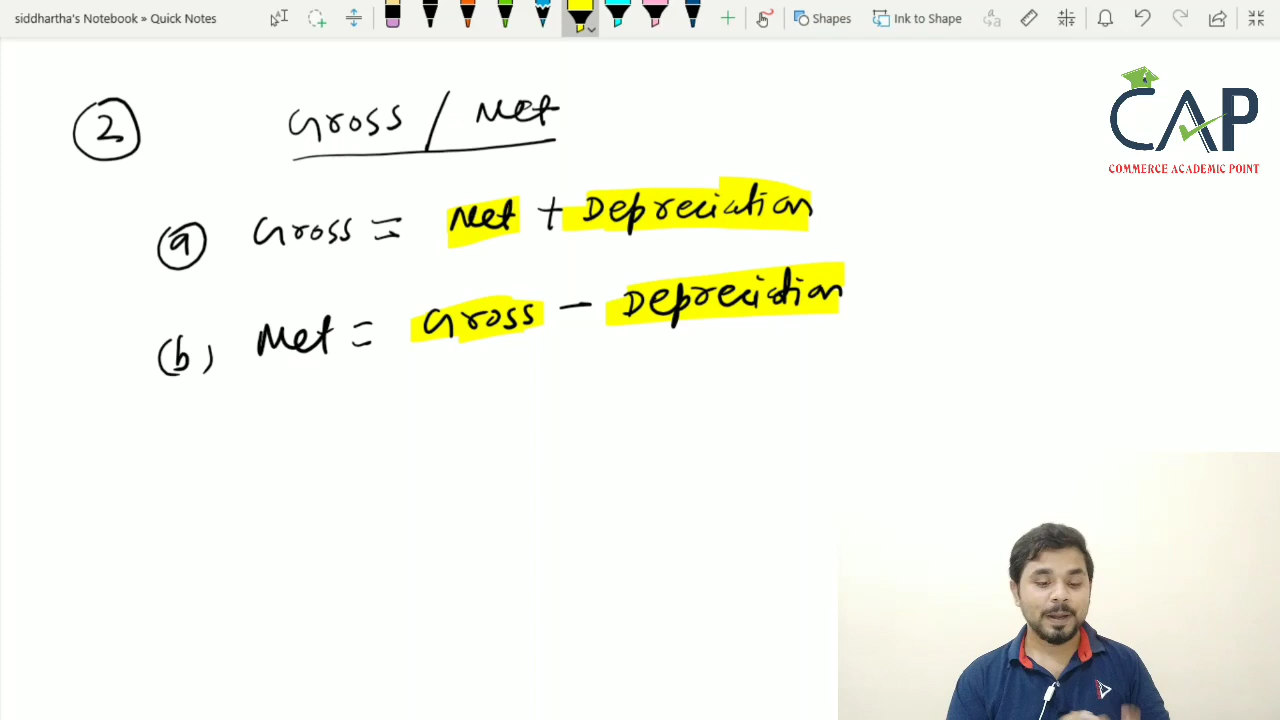 siddhartha's Notebook » Quick Notes
Shapes
Ink to Shape
CAP
COMMERCE ACADEMIC POINT
2 Gross / Net
(a) Gross = Net + Depreciation
(b) Net = Gross - Depreciation